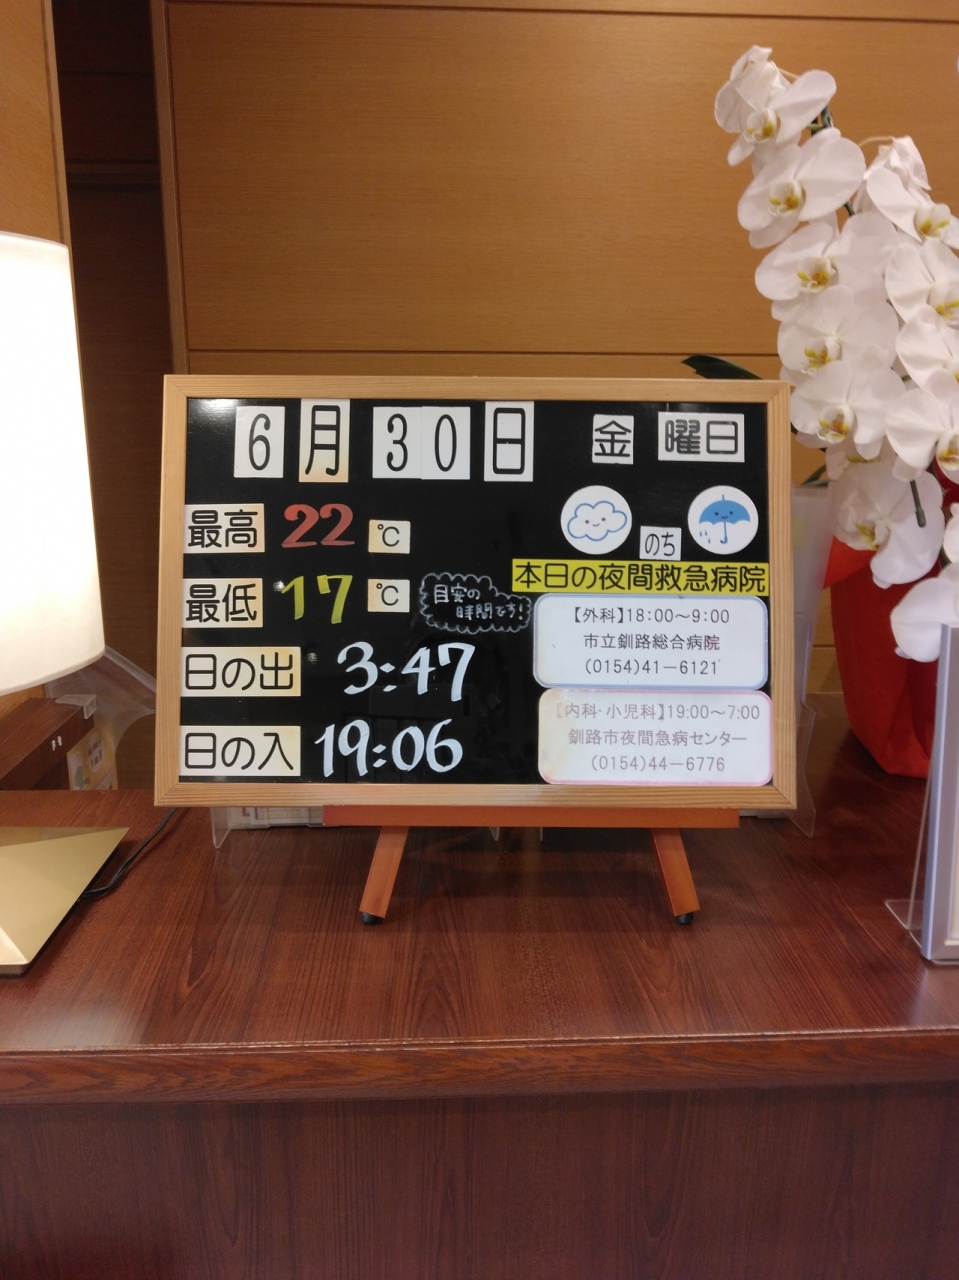 6月30日 金曜日
最高 22 ℃
のち
最低 17 ℃
目安の
時間です!
日の出 3:47
日の入 19:06
本日の夜間救急病院
【外科】18:00～9:00
市立釧路総合病院
(0154)41－6121
【内科・小児科】19:00～7:00
釧路市夜間急病センター
(0154)44－6776